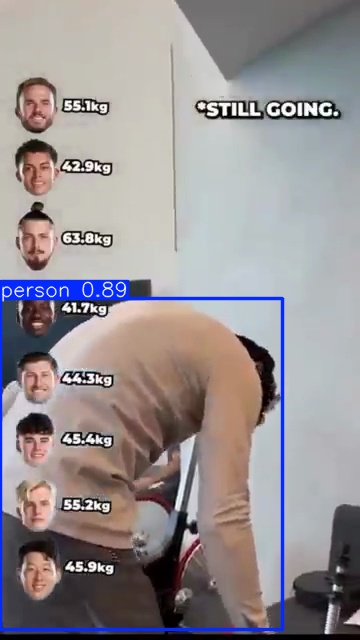 55.1kg
*STILL GOING.
42.9kg
63.8kg
person 0.89
41.7kg
44.3kg
45.4kg
55.2kg
45.9kg